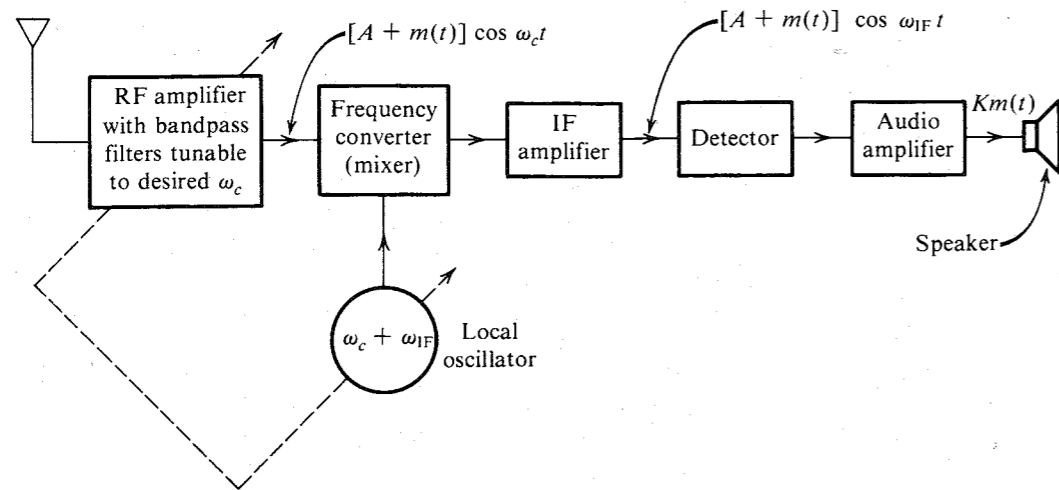 [A + m(t)] cos ω_c t
[A + m(t)] cos ω_IF t
RF amplifier
with bandpass
filters tunable
to desired ω_c
Frequency
converter
(mixer)
IF
amplifier
Detector
Audio
amplifier
Km(t)
Speaker
ω_c + ω_IF
Local
oscillator